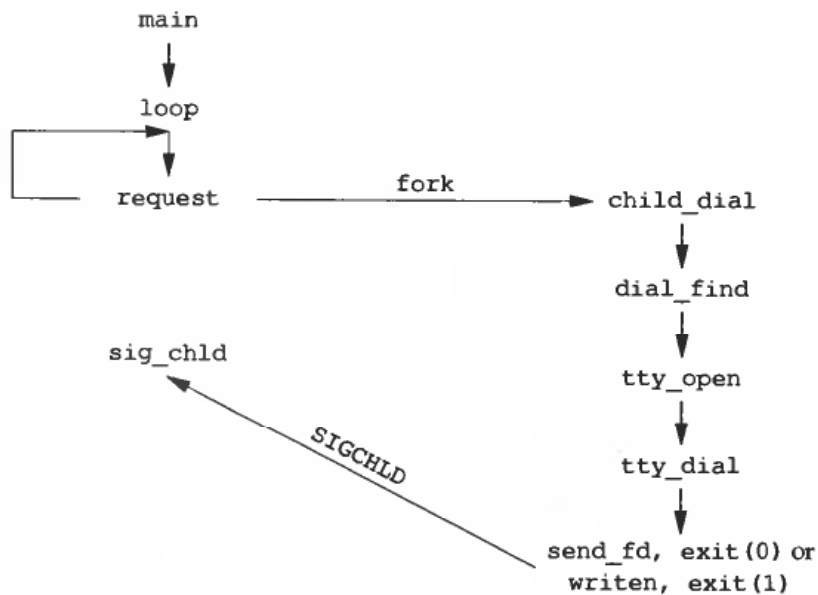 main
loop
request
fork
child_dial
dial_find
sig_chld
tty_open
SIGCHLD
tty_dial
send_fd, exit(0) or
writen, exit(1)